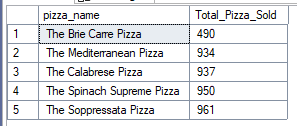 pizza_name Total_Pizza_Sold
1 The Brie Carre Pizza 490
2 The Mediterranean Pizza 934
3 The Calabrese Pizza 937
4 The Spinach Supreme Pizza 950
5 The Soppressata Pizza 961